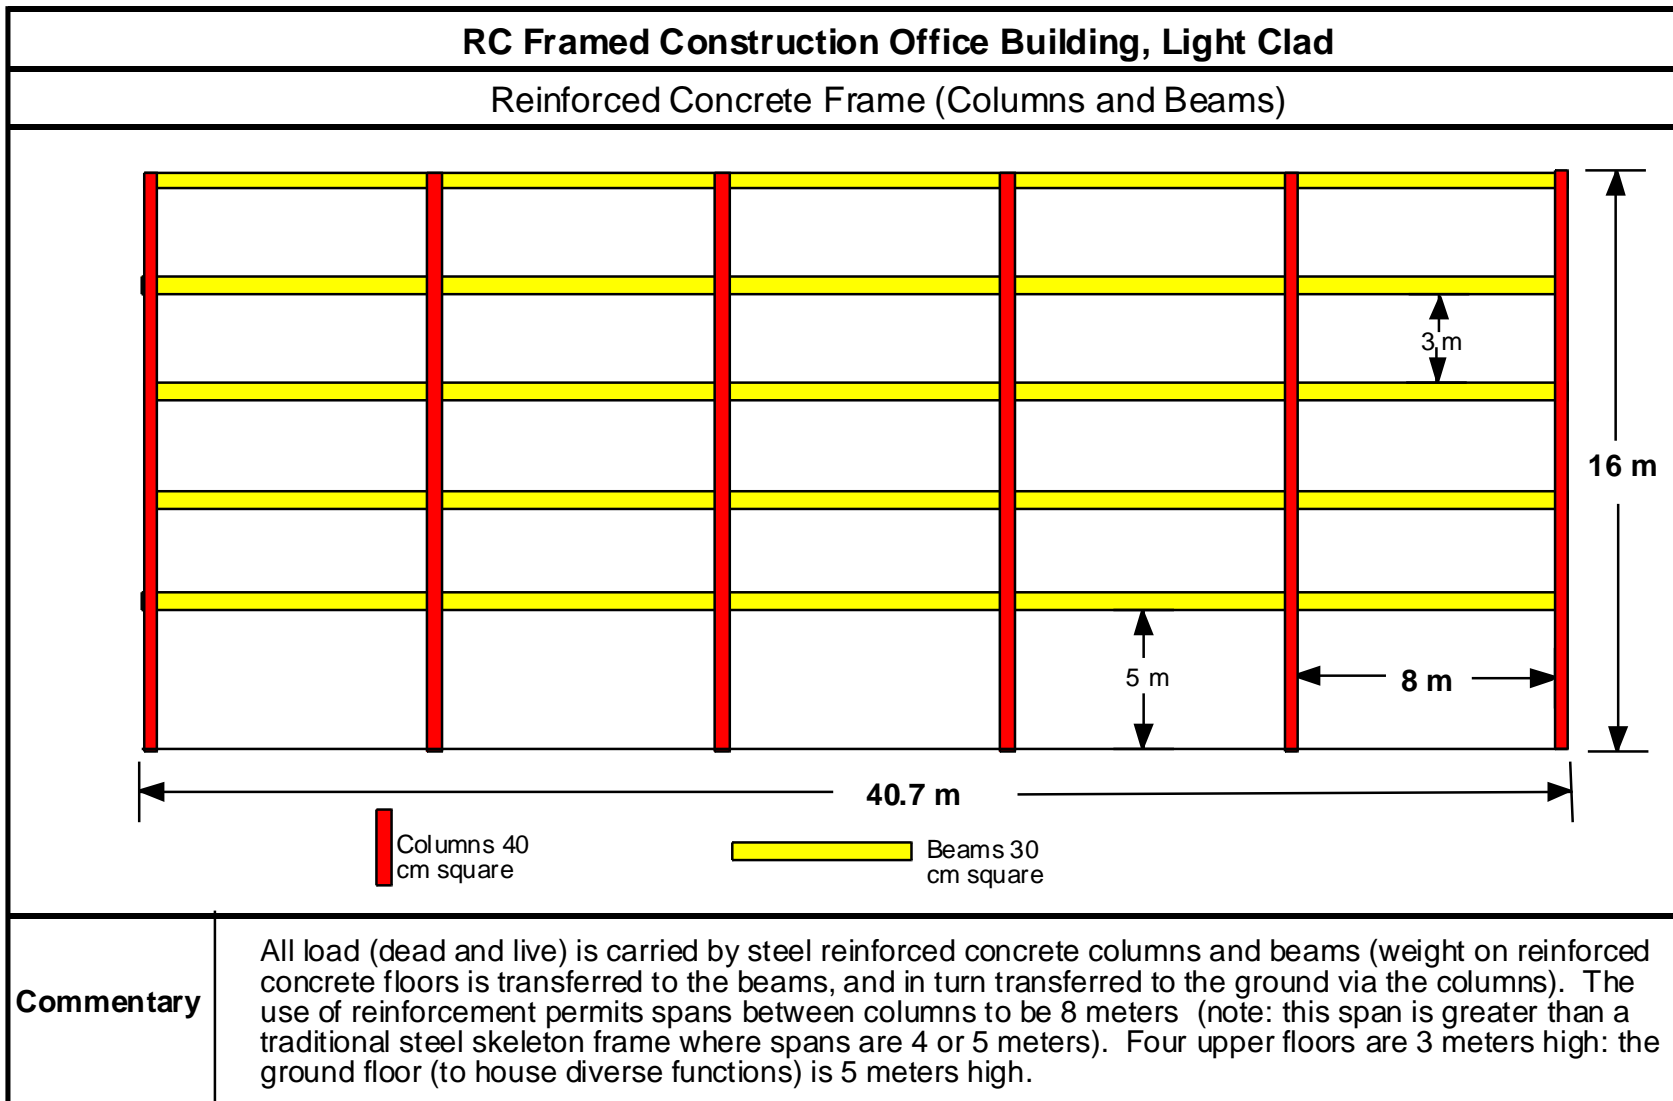 RC Framed Construction Office Building, Light Clad
Reinforced Concrete Frame (Columns and Beams)
3 m
16 m
5 m
8 m
40.7 m
Columns 40
cm square
Beams 30
cm square
Commentary
All load (dead and live) is carried by steel reinforced concrete columns and beams (weight on reinforced
concrete floors is transferred to the beams, and in turn transferred to the ground via the columns). The
use of reinforcement permits spans between columns to be 8 meters (note: this span is greater than a
traditional steel skeleton frame where spans are 4 or 5 meters). Four upper floors are 3 meters high: the
ground floor (to house diverse functions) is 5 meters high.